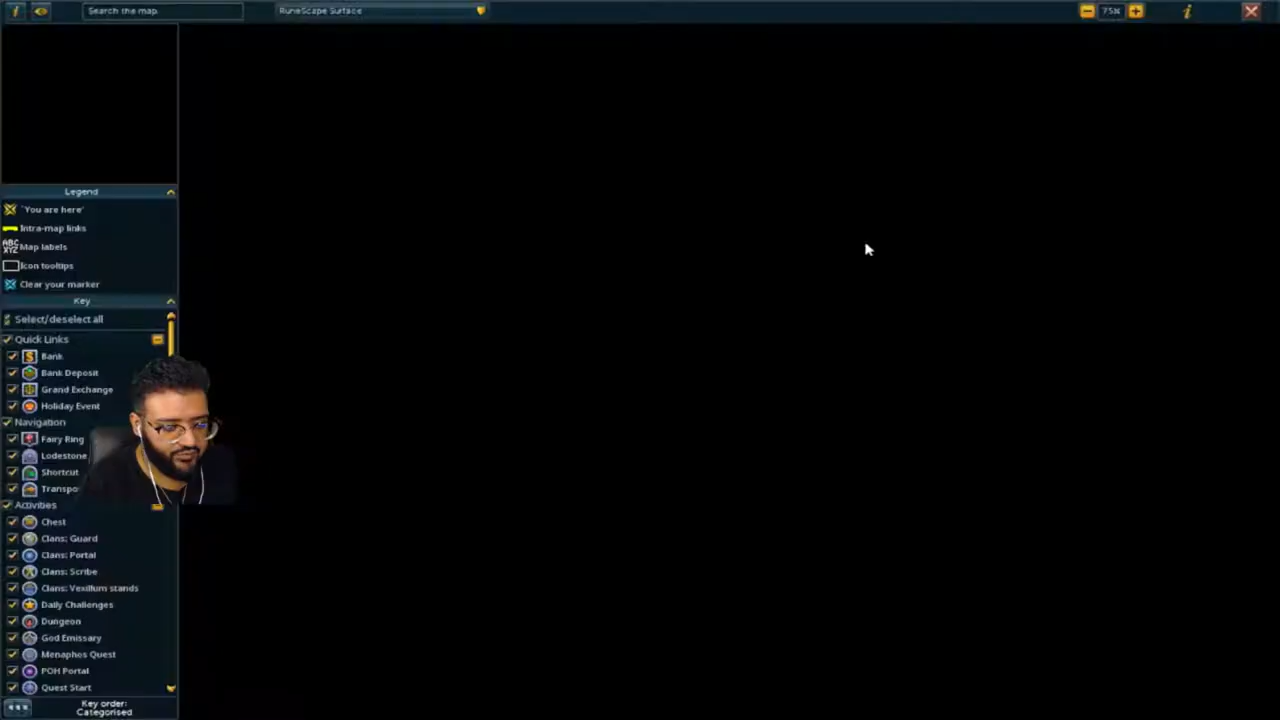 Search the map
RuneScape Surface
75%
Legend
'You are here'
Intra-map links
ABC
XYZ
Map labels
Icon tooltips
Clear your marker
Key
Select/deselect all
Quick Links
Bank
Bank Deposit
Grand Exchange
Holiday Event
Navigation
Fairy Ring
Lodestone
Shortcut
Transpo
Activities
Chest
Clans: Guard
Clans: Portal
Clans: Scribe
Clans: Vexillum stands
Daily Challenges
Dungeon
God Emissary
Menaphos Quest
POH Portal
Quest Start
Key order:
Categorised